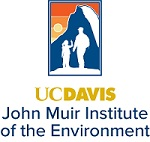 UCDAVIS
John Muir Institute
of the Environment